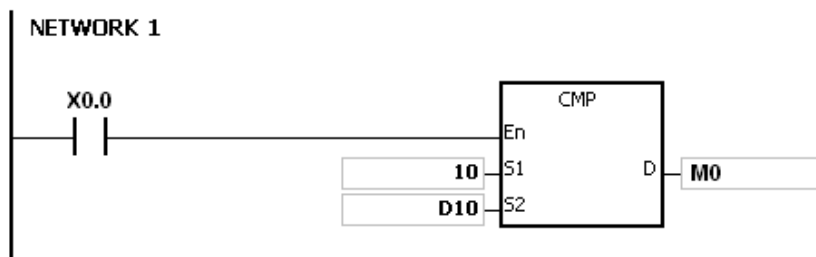 NETWORK 1
X0.0
CMP
En
10 S1 D M0
D10 S2